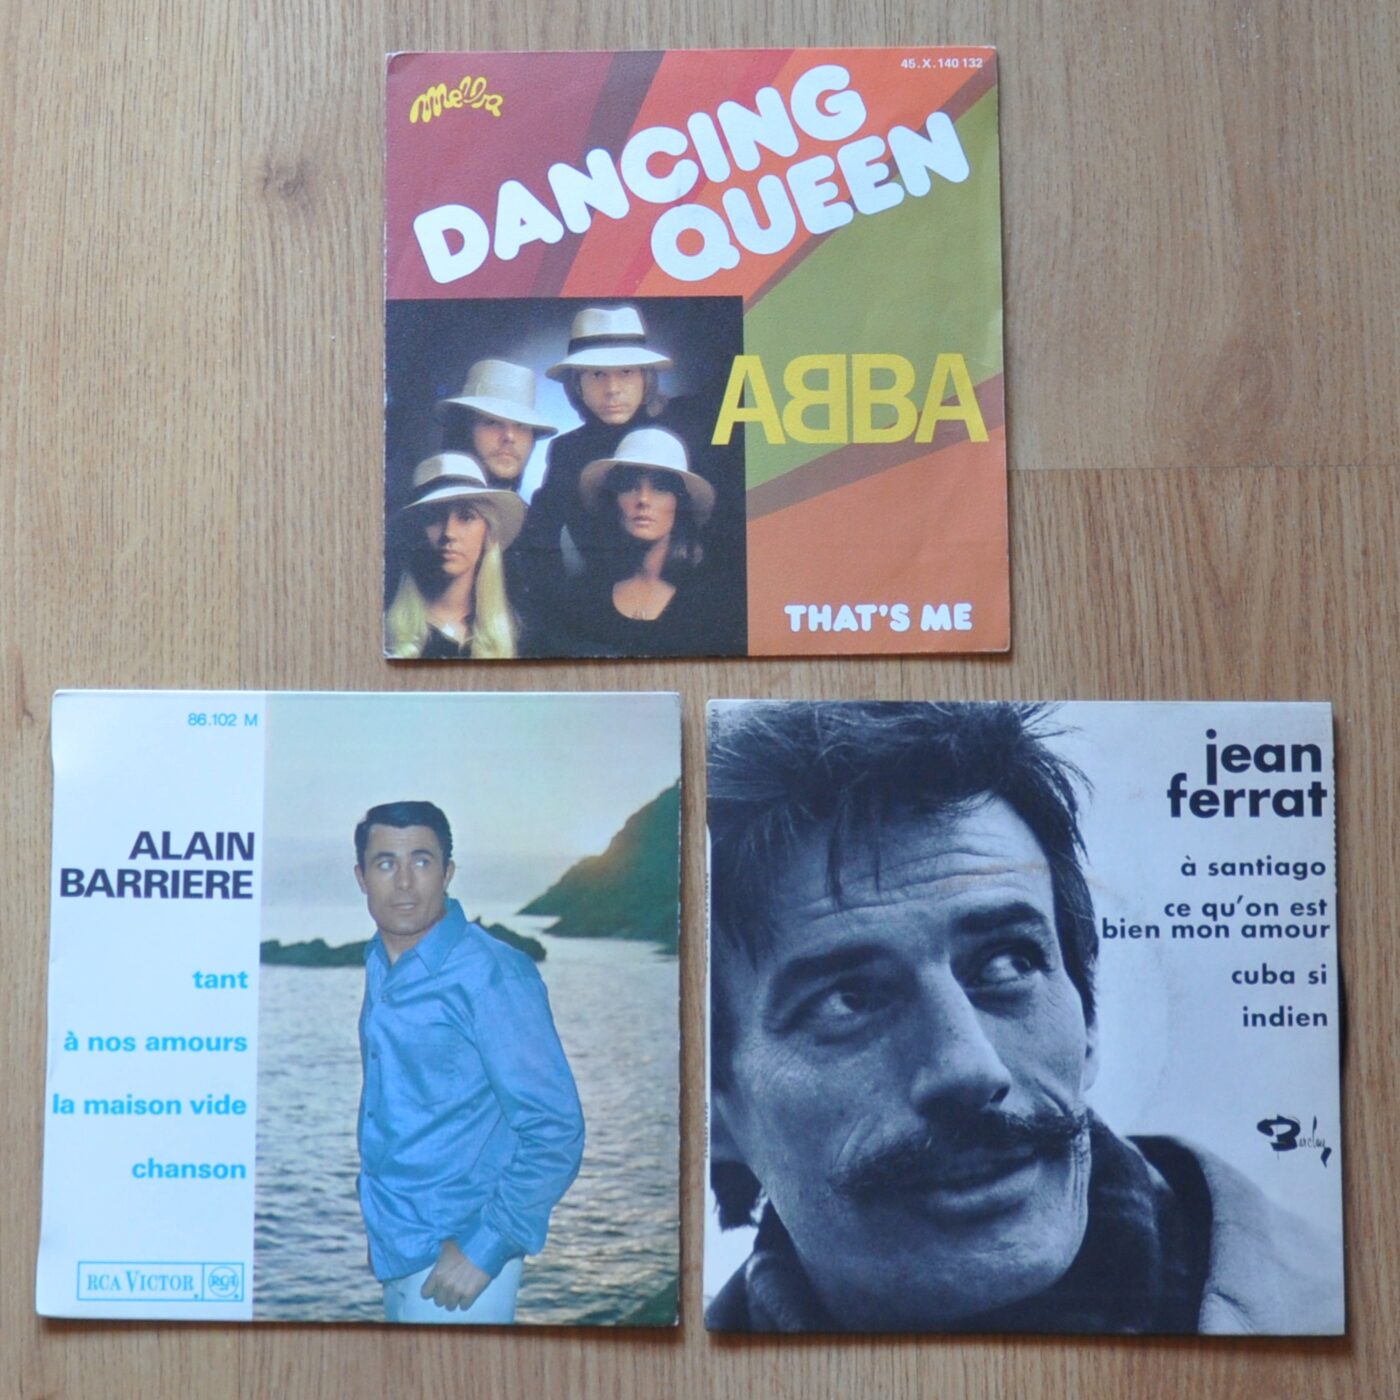 Melba
45.X.140 132
DANCING
QUEEN
ABBA
THAT'S ME
86.102 M
ALAIN
BARRIERE
tant
à nos amours
la maison vide
chanson
RCA VICTOR
RCA
jean
ferrat
à santiago
ce qu'on est
bien mon amour
cuba si
indien
Barclay